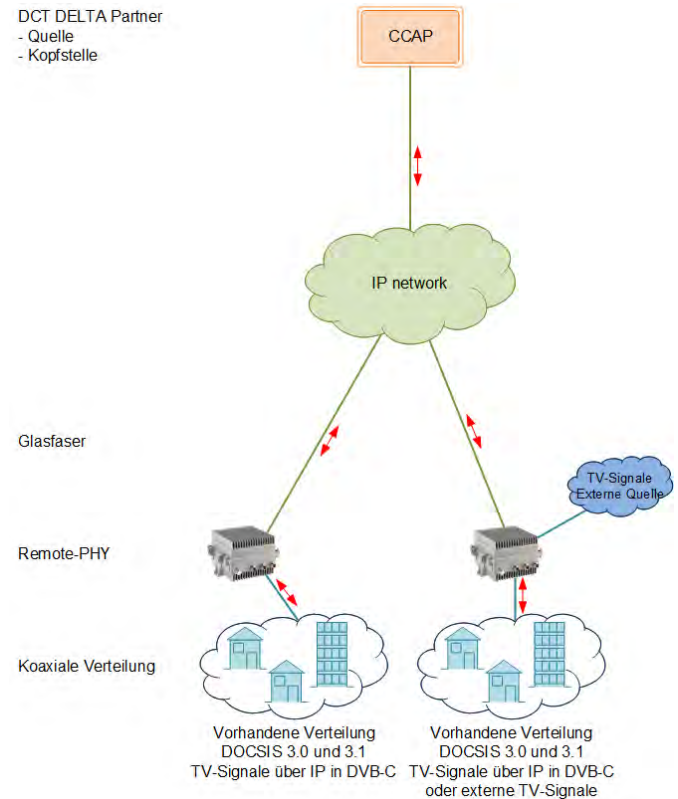 DCT DELTA Partner
- Quelle
- Kopfstelle
CCAP
IP network
Glasfaser
TV-Signale
Externe Quelle
Remote-PHY
Koaxiale Verteilung
Vorhandene Verteilung
DOCSIS 3.0 und 3.1
TV-Signale über IP in DVB-C
Vorhandene Verteilung
DOCSIS 3.0 und 3.1
TV-Signale über IP in DVB-C
oder externe TV-Signale